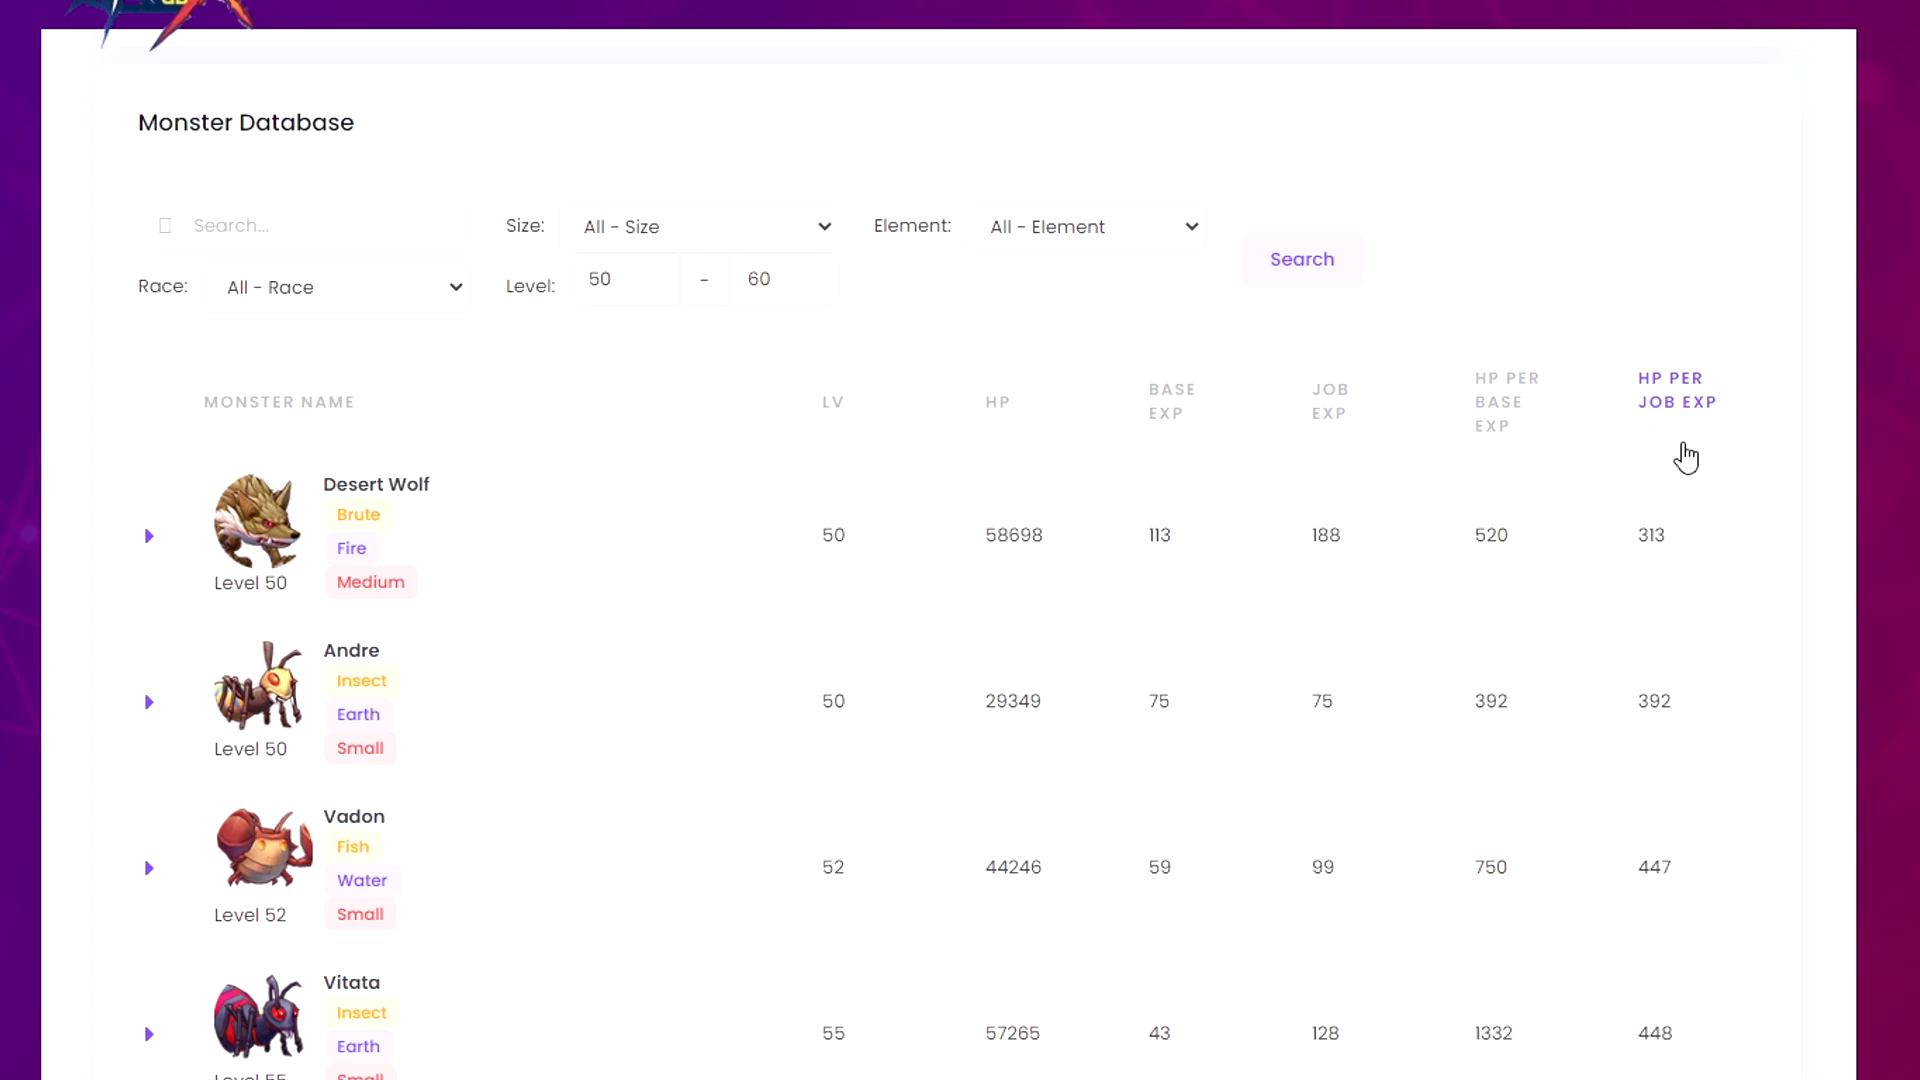 Monster Database
Search...
Size:
All - Size
Element:
All - Element
Search
Race:
All - Race
Level:
50
-
60
MONSTER NAME
LV
HP
BASE
EXP
JOB
EXP
HP PER
BASE
EXP
HP PER
JOB EXP
Desert Wolf
Brute
Fire
Medium
Level 50
50
58698
113
188
520
313
Andre
Insect
Earth
Small
Level 50
50
29349
75
75
392
392
Vadon
Fish
Water
Small
Level 52
52
44246
59
99
750
447
Vitata
Insect
Earth
Small
Level 55
55
57265
43
128
1332
448